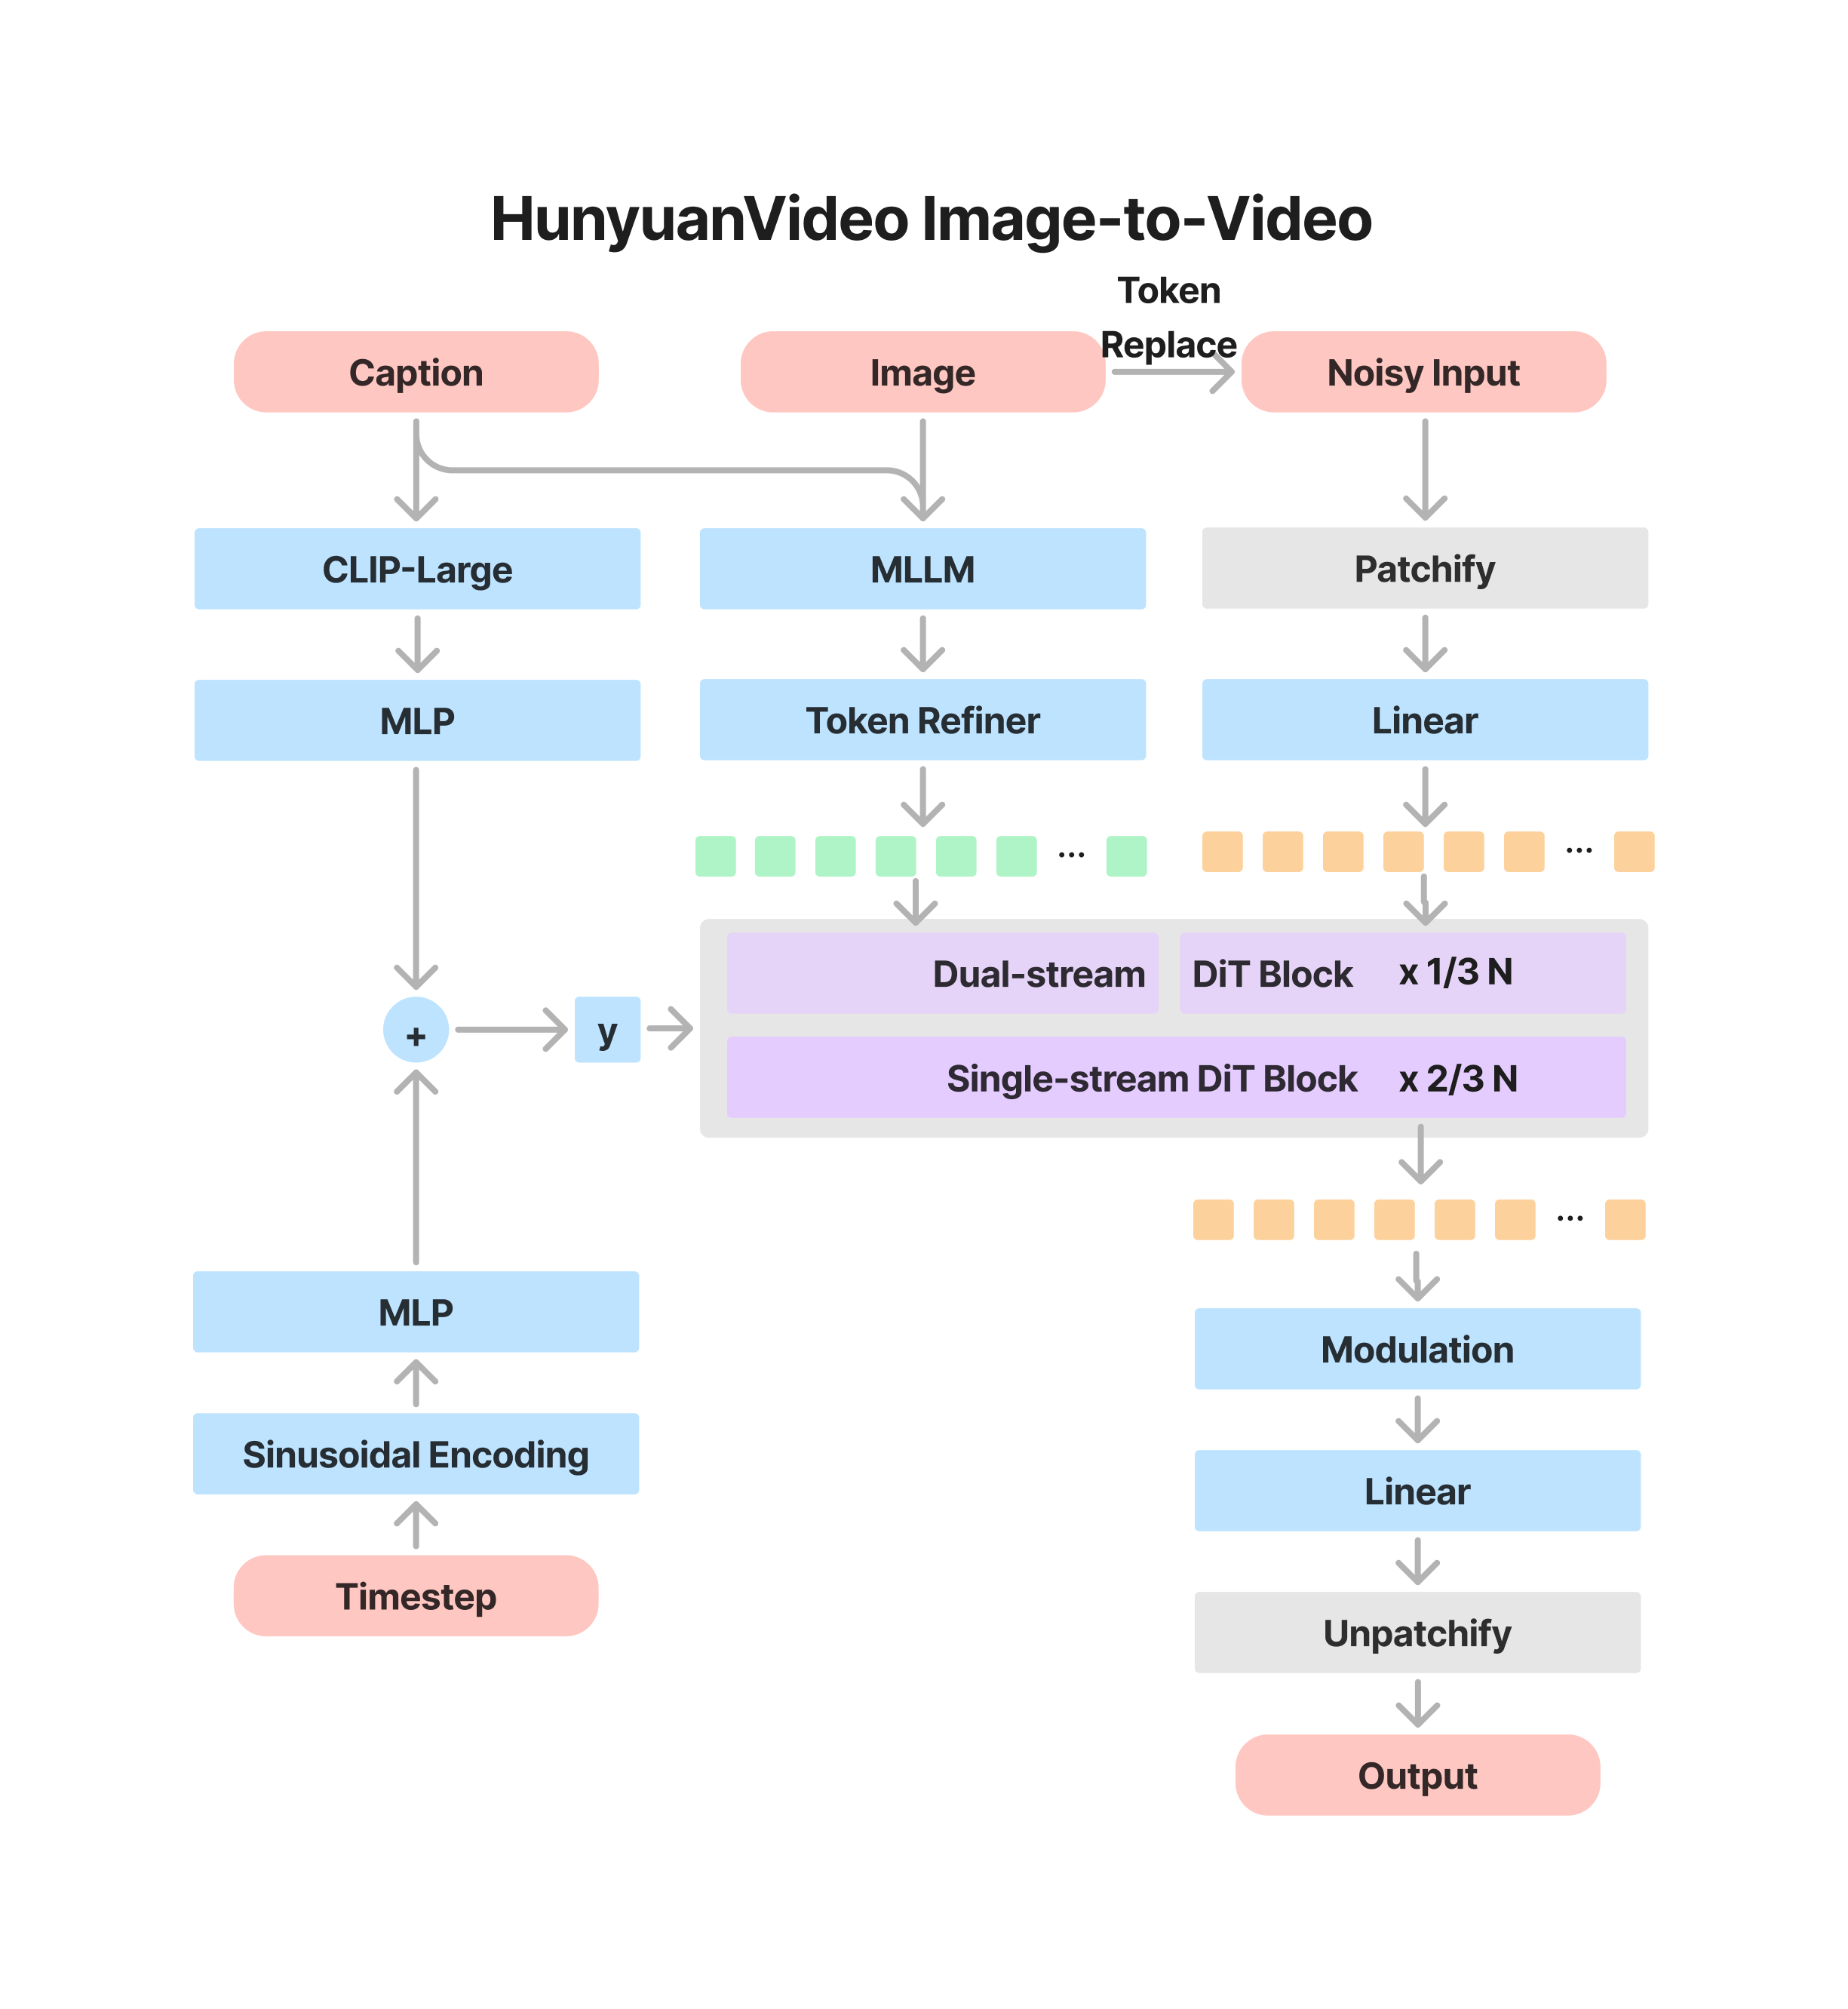 HunyuanVideo Image-to-Video
Token
Replace
Caption
Image
Noisy Input
CLIP-Large
MLLM
Patchify
MLP
Token Refiner
Linear
...
...
Dual-stream DiT Block x 1/3 N
+
y
Single-stream DiT Block x 2/3 N
...
MLP
Modulation
Sinusoidal Encoding
Linear
Timestep
Unpatchify
Output